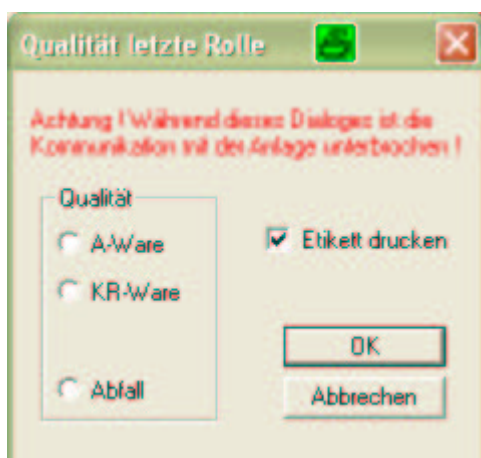 Qualität letzte Rolle
Achtung ! Während dieses Dialoges ist die
Kommunikation mit der Anlage unterbrochen !
Qualität
A-Ware
Etikett drucken
KR-Ware
OK
Abfall
Abbrechen